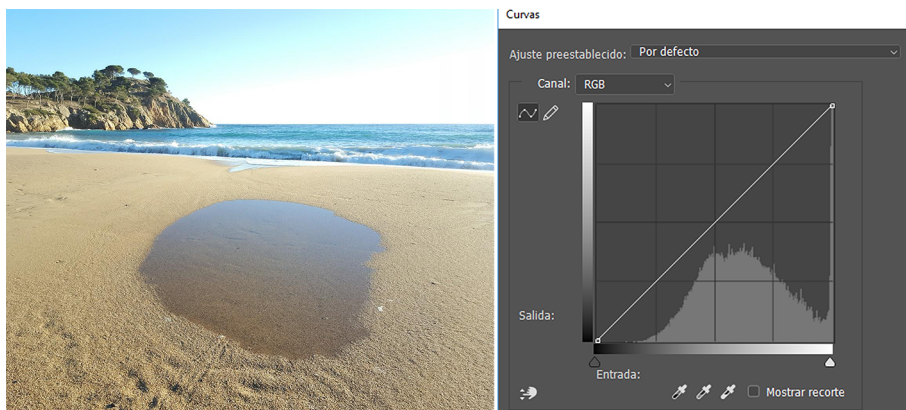 Curvas
Ajuste preestablecido: Por defecto
Canal: RGB
Salida:
Entrada:
Mostrar recorte